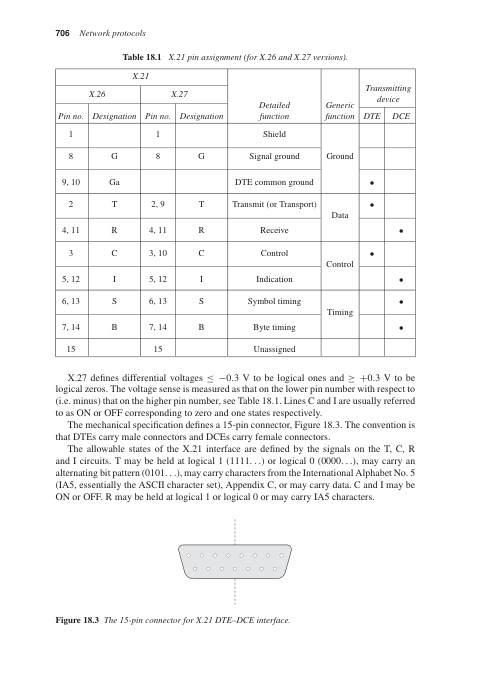 706 Network protocols
Table 18.1 X.21 pin assignment (for X.26 and X.27 versions).
X.21
X.26 X.27 Detailed function Generic function Transmitting device
Pin no. Designation Pin no. Designation DTE DCE
1 1 Shield
8 G 8 G Signal ground Ground
9, 10 Ga DTE common ground •
2 T 2, 9 T Transmit (or Transport) •
Data
4, 11 R 4, 11 R Receive •
3 C 3, 10 C Control •
Control
5, 12 I 5, 12 I Indication •
6, 13 S 6, 13 S Symbol timing •
Timing
7, 14 B 7, 14 B Byte timing •
15 15 Unassigned
X.27 defines differential voltages ≤ −0.3 V to be logical ones and ≥ +0.3 V to be
logical zeros. The voltage sense is measured as that on the lower pin number with respect to
(i.e. minus) that on the higher pin number, see Table 18.1. Lines C and I are usually referred
to as ON or OFF corresponding to zero and one states respectively.
The mechanical specification defines a 15-pin connector, Figure 18.3. The convention is
that DTEs carry male connectors and DCEs carry female connectors.
The allowable states of the X.21 interface are defined by the signals on the T, C, R
and I circuits. T may be held at logical 1 (1111...) or logical 0 (0000...), may carry an
alternating bit pattern (0101...), may carry characters from the International Alphabet No. 5
(IA5, essentially the ASCII character set), Appendix C, or may carry data. C and I may be
ON or OFF. R may be held at logical 1 or logical 0 or may carry IA5 characters.
Figure 18.3 The 15-pin connector for X.21 DTE–DCE interface.